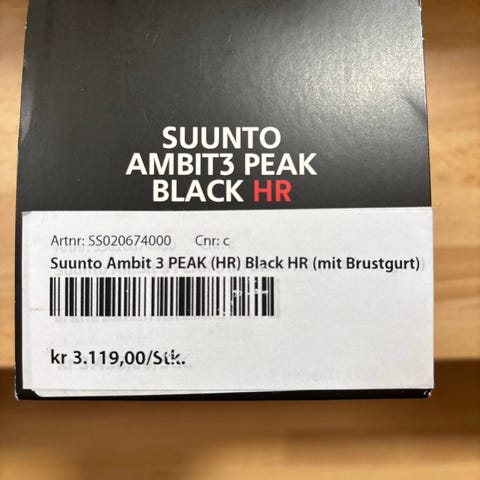 SUUNTO
AMBIT3 PEAK
BLACK HR
Artnr: SS020674000 Cnr: c
Suunto Ambit 3 PEAK (HR) Black HR (mit Brustgurt)
kr 3.119,00/Stk.